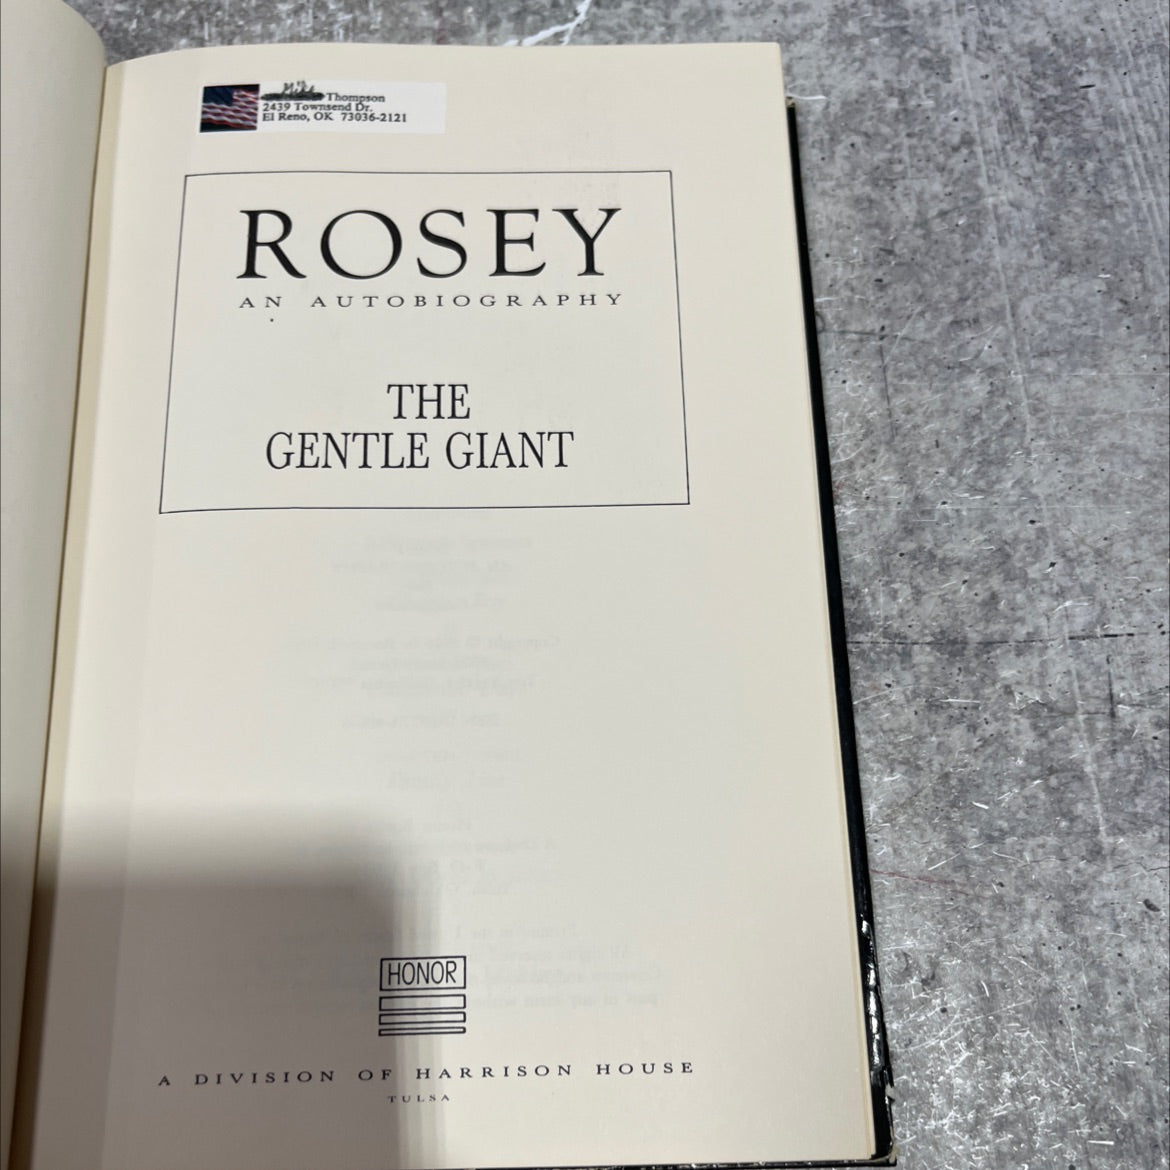 Mike Thompson
2439 Townsend Dr.
El Reno, OK 73036-2121
ROSEY
AN AUTOBIOGRAPHY
THE
GENTLE GIANT
HONOR
A DIVISION OF HARRISON HOUSE
TULSA